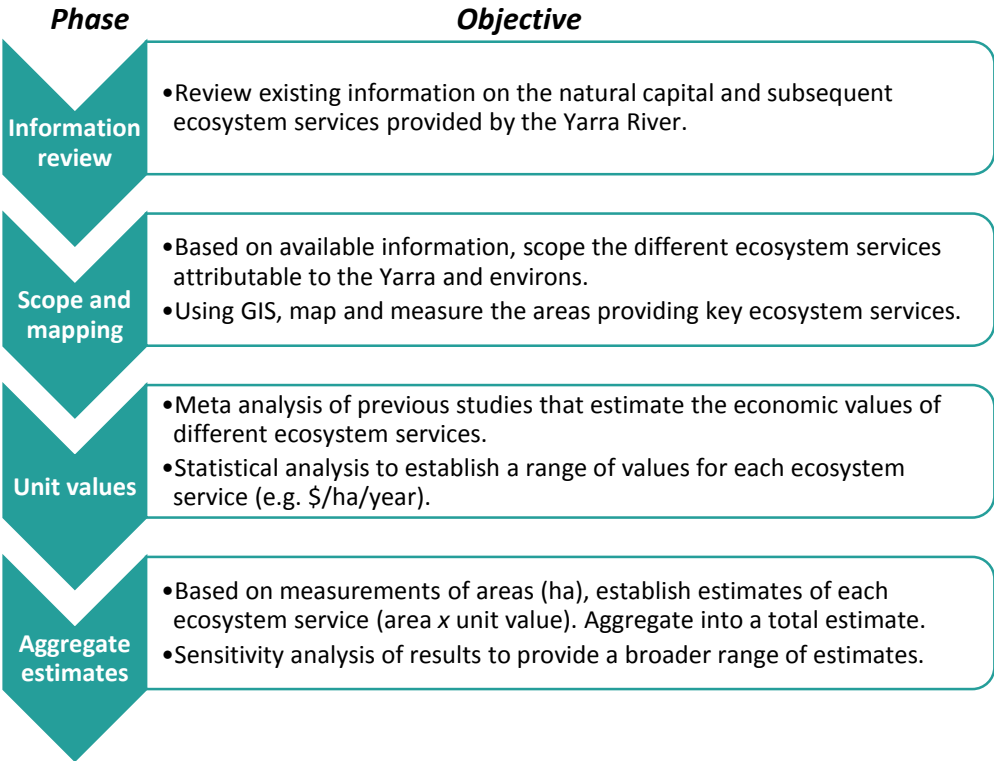 Phase Objective
Information
review
•Review existing information on the natural capital and subsequent
ecosystem services provided by the Yarra River.
Scope and
mapping
•Based on available information, scope the different ecosystem services
attributable to the Yarra and environs.
•Using GIS, map and measure the areas providing key ecosystem services.
Unit values
•Meta analysis of previous studies that estimate the economic values of
different ecosystem services.
•Statistical analysis to establish a range of values for each ecosystem
service (e.g. $/ha/year).
Aggregate
estimates
•Based on measurements of areas (ha), establish estimates of each
ecosystem service (area x unit value). Aggregate into a total estimate.
•Sensitivity analysis of results to provide a broader range of estimates.